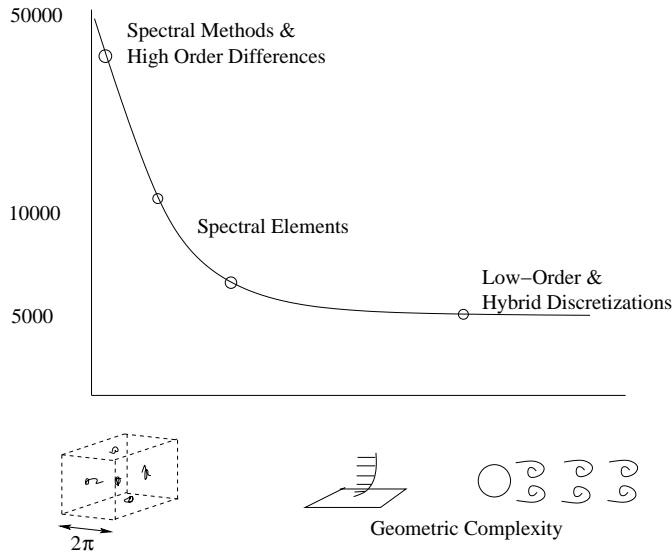 50000
Spectral Methods &
High Order Differences
10000
Spectral Elements
Low−Order &
Hybrid Discretizations
5000
2π
Geometric Complexity